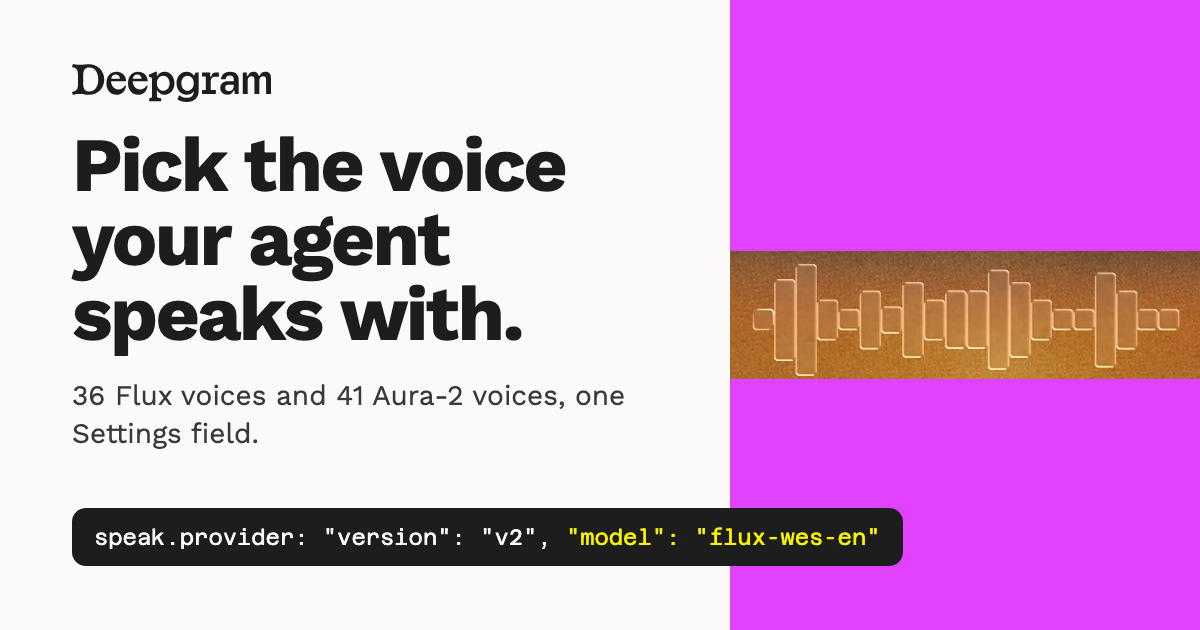 Deepgram
Pick the voice
your agent
speaks with.
36 Flux voices and 41 Aura-2 voices, one
Settings field.
speak.provider: "version": "v2", "model": "flux-wes-en"